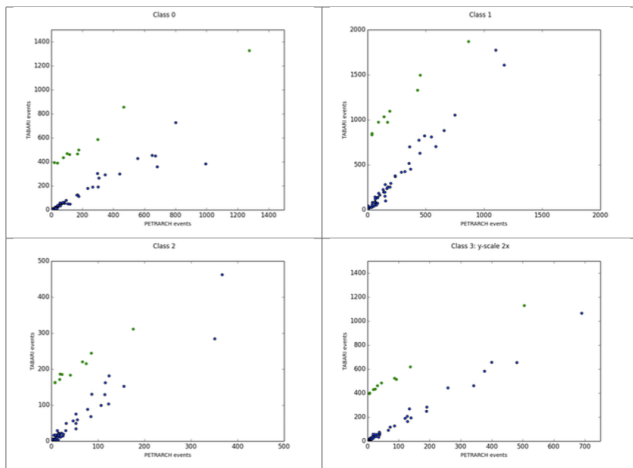 Class 0
TABARI events
1400
1200
1000
800
600
400
200
0
0 200 400 600 800 1000 1200 1400
PETRARCH events
Class 1
TABARI events
2000
1500
1000
500
0
0 500 1000 1500 2000
PETRARCH events
Class 2
TABARI events
500
400
300
200
100
0
0 100 200 300 400 500
PETRARCH events
Class 3: y-scale 2x
TABARI events
1400
1200
1000
800
600
400
200
0
0 100 200 300 400 500 600 700
PETRARCH events